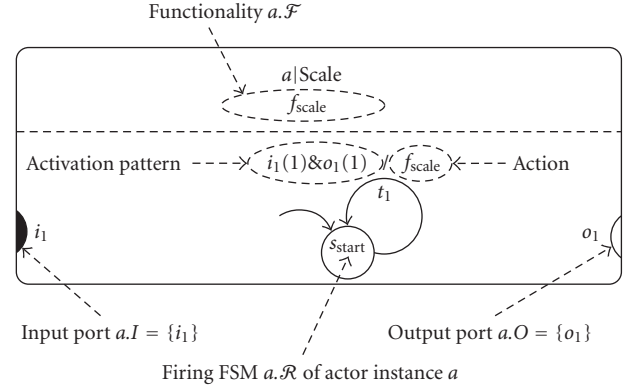 Functionality a.ℱ
a|Scale
f_scale
Activation pattern
i₁(1)&o₁(1)/f_scale
Action
t₁
i₁
s_start
o₁
Input port a.I = {i₁}
Output port a.O = {o₁}
Firing FSM a.ℛ of actor instance a